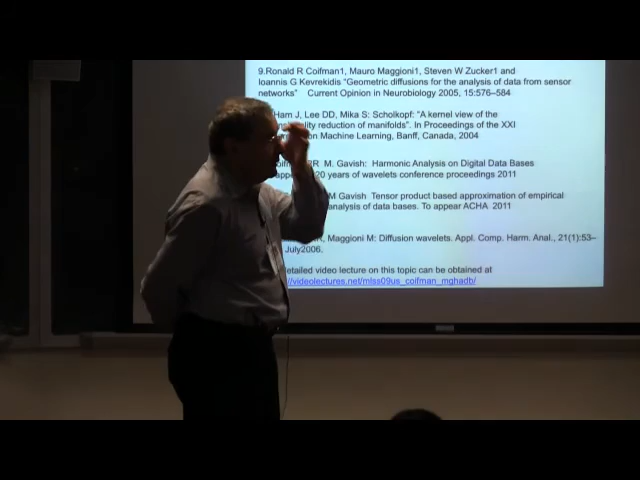 9.Ronald R Coifman1, Mauro Maggioni1, Steven W Zucker1 and
Ioannis G Kevrekidis "Geometric diffusions for the analysis of data from sensor
networks" Current Opinion in Neurobiology 2005, 15:576–584
Ham J, Lee DD, Mika S: Scholkopf: "A kernel view of the
reduction of manifolds". In Proceedings of the XXI
on Machine Learning, Banff, Canada, 2004
M. Gavish: Harmonic Analysis on Digital Data Bases
20 years of wavelets conference proceedings 2011
M Gavish Tensor product based approximation of empirical
analysis of data bases. To appear ACHA 2011
Maggioni M: Diffusion wavelets. Appl. Comp. Harm. Anal., 21(1):53–
July2006.
video lecture on this topic can be obtained at
//videolectures.net/mlss09us_coifman_mghadb/